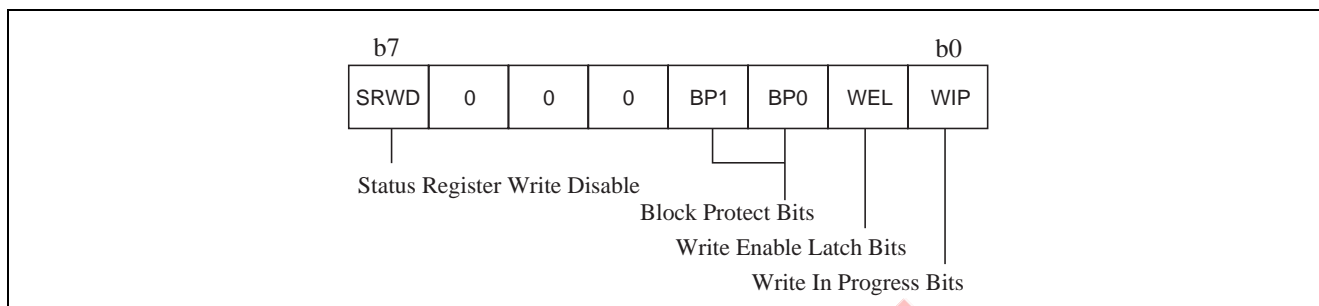 b7 b0
SRWD 0 0 0 BP1 BP0 WEL WIP
Status Register Write Disable
Block Protect Bits
Write Enable Latch Bits
Write In Progress Bits